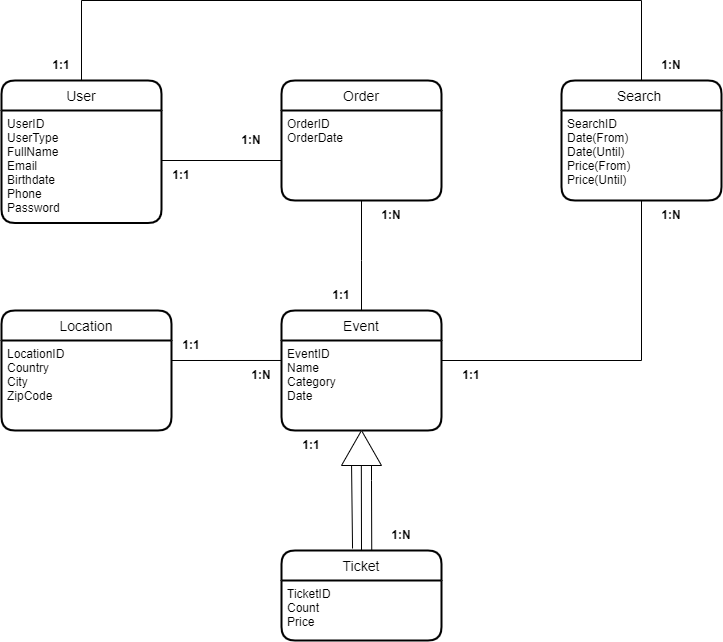 1:1
1:N
User
UserID
UserType
FullName
Email
Birthdate
Phone
Password
1:N
1:1
Order
OrderID
OrderDate
Search
SearchID
Date(From)
Date(Until)
Price(From)
Price(Until)
1:N
1:N
1:1
Location
LocationID
Country
City
ZipCode
1:1
1:N
Event
EventID
Name
Category
Date
1:1
1:1
1:N
Ticket
TicketID
Count
Price